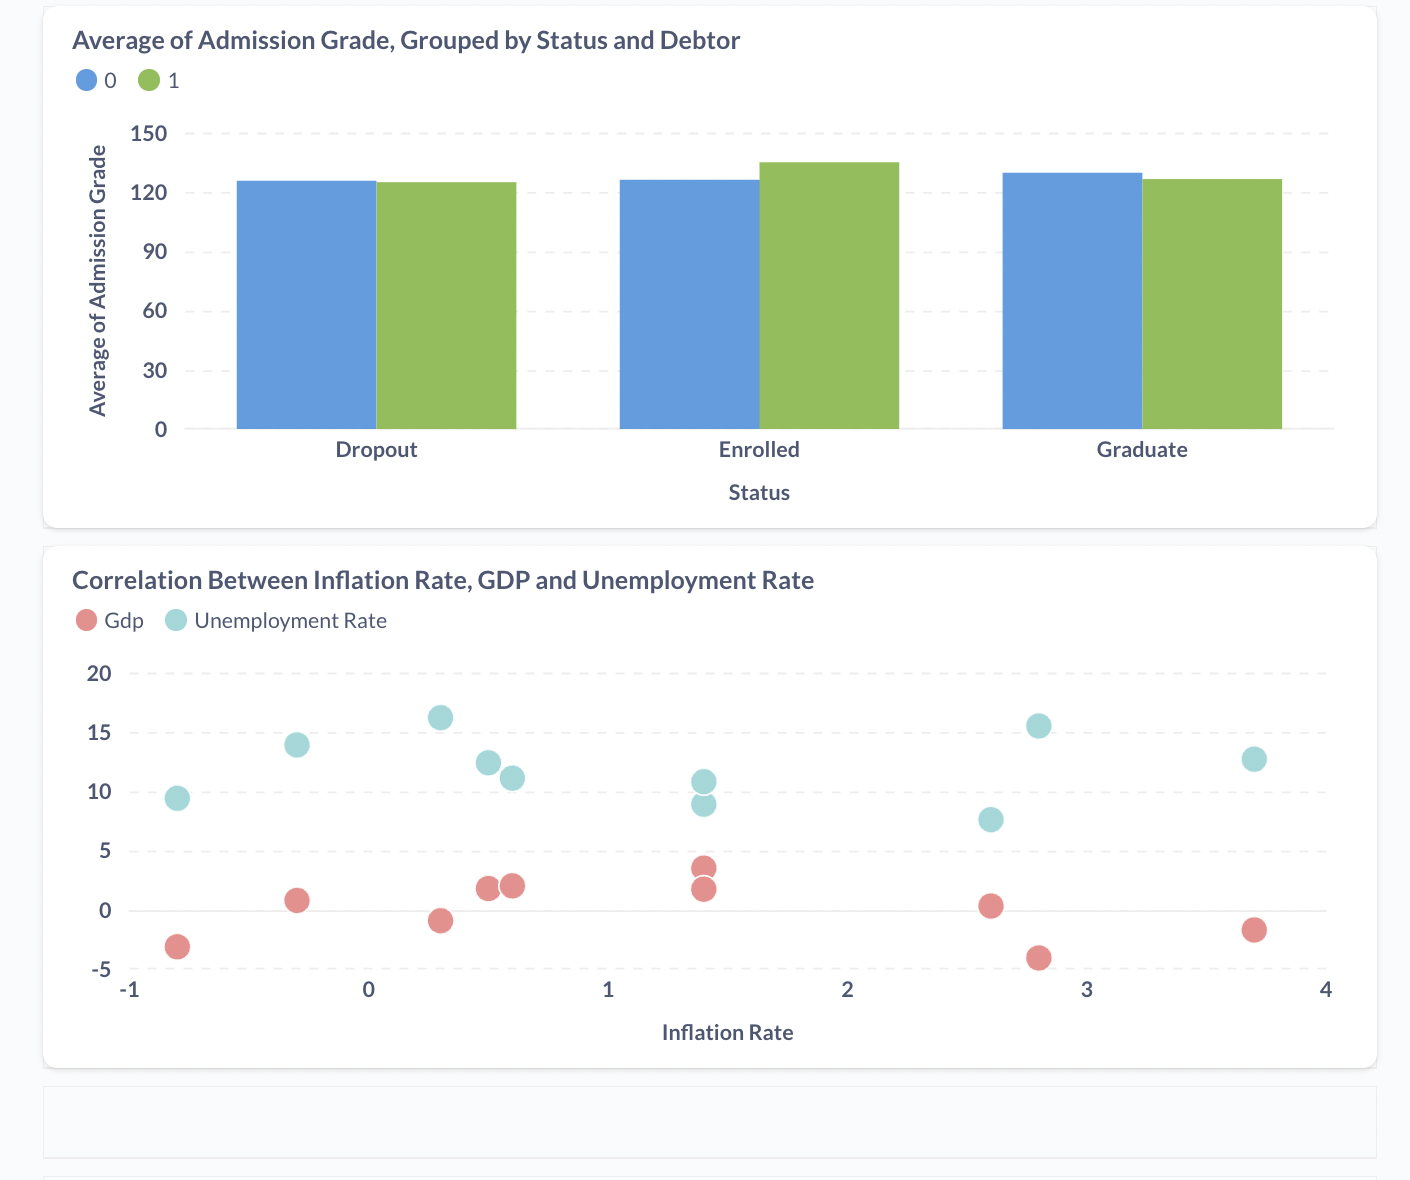 Average of Admission Grade, Grouped by Status and Debtor
0 1
150
120
90
60
30
0
Average of Admission Grade
Dropout Enrolled Graduate
Status
Correlation Between Inflation Rate, GDP and Unemployment Rate
Gdp Unemployment Rate
20
15
10
5
0
-5
-1 0 1 2 3 4
Inflation Rate